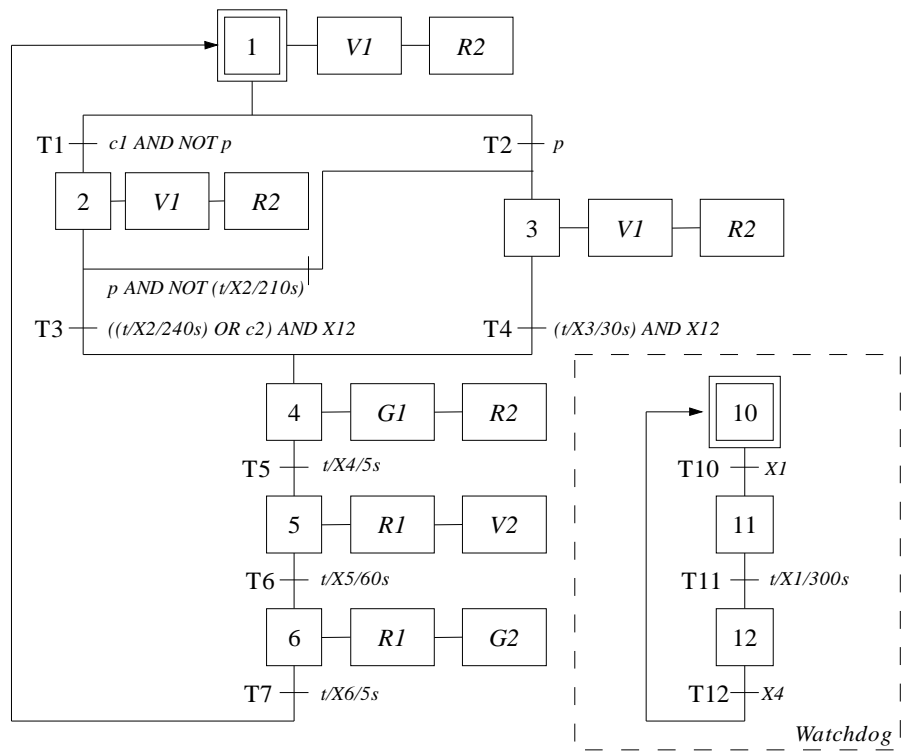 1 V1 R2
T1 c1 AND NOT p T2 p
2 V1 R2
3 V1 R2
p AND NOT (t/X2/210s)
T3 ((t/X2/240s) OR c2) AND X12 T4 (t/X3/30s) AND X12
4 G1 R2 10
T5 t/X4/5s T10 X1
5 R1 V2 11
T6 t/X5/60s T11 t/X1/300s
6 R1 G2 12
T7 t/X6/5s T12 X4
Watchdog